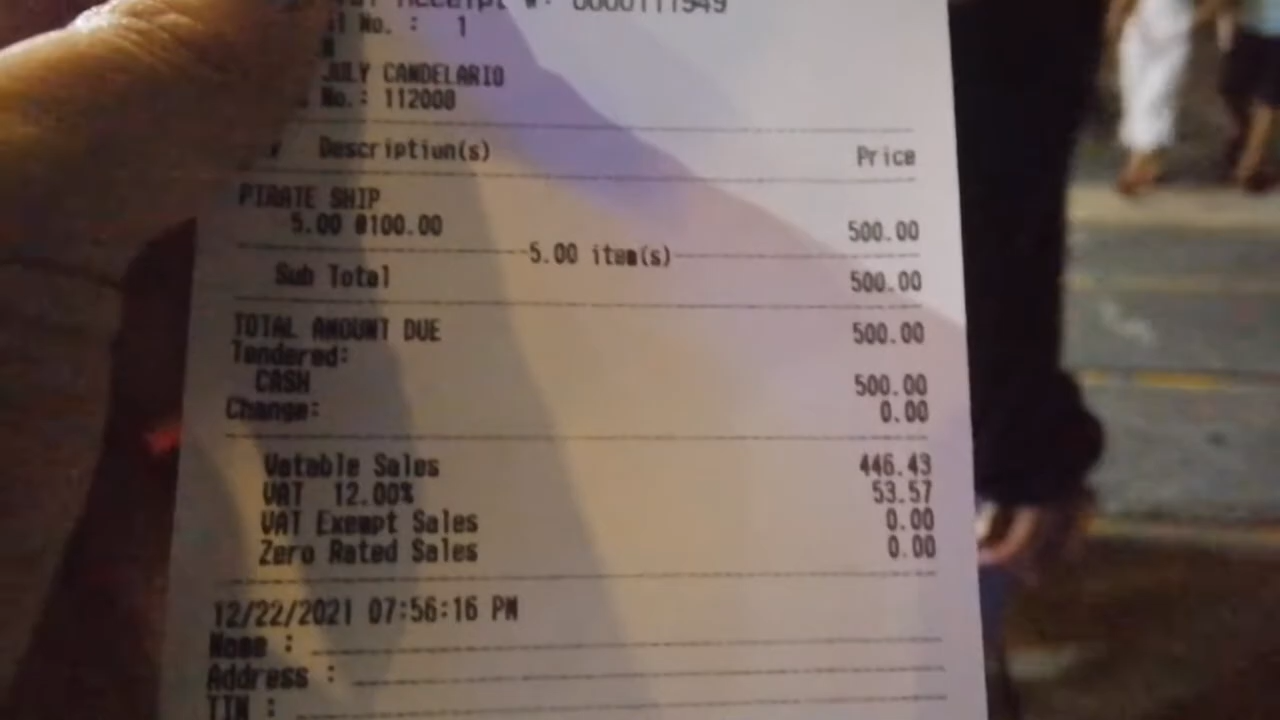 Receipt #: 0000111549
No. : 1
JULY CANDELARIO
No.: 112008
Description(s) Price
PIRATE SHIP
5.00 @100.00 500.00
5.00 item(s)
Sub Total 500.00
TOTAL AMOUNT DUE 500.00
Tendered:
CASH 500.00
Change: 0.00
Vatable Sales 446.43
VAT 12.00% 53.57
VAT Exempt Sales 0.00
Zero Rated Sales 0.00
12/22/2021 07:56:16 PM
Name :
Address :
TIN :